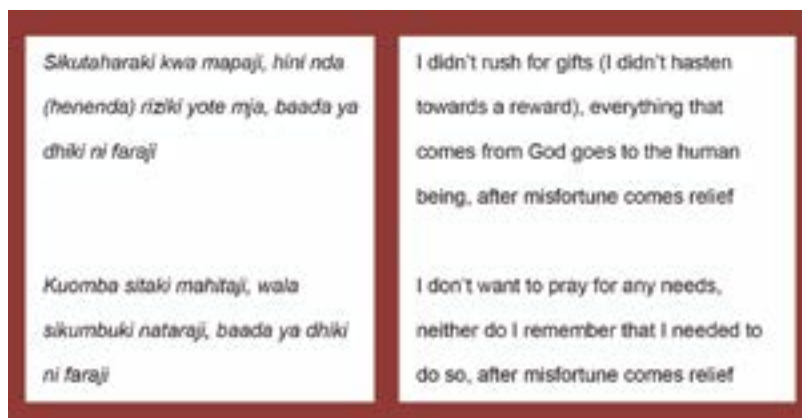 Sikutaharaki kwa mapaji, hini nda
(henenda) riziki yote mja, baada ya
dhiki ni faraji
Kuomba sitaki mahitaji, wala
sikumbuki nataraji, baada ya dhiki
ni faraji
I didn't rush for gifts (I didn't hasten
towards a reward), everything that
comes from God goes to the human
being, after misfortune comes relief
I don't want to pray for any needs,
neither do I remember that I needed to
do so, after misfortune comes relief